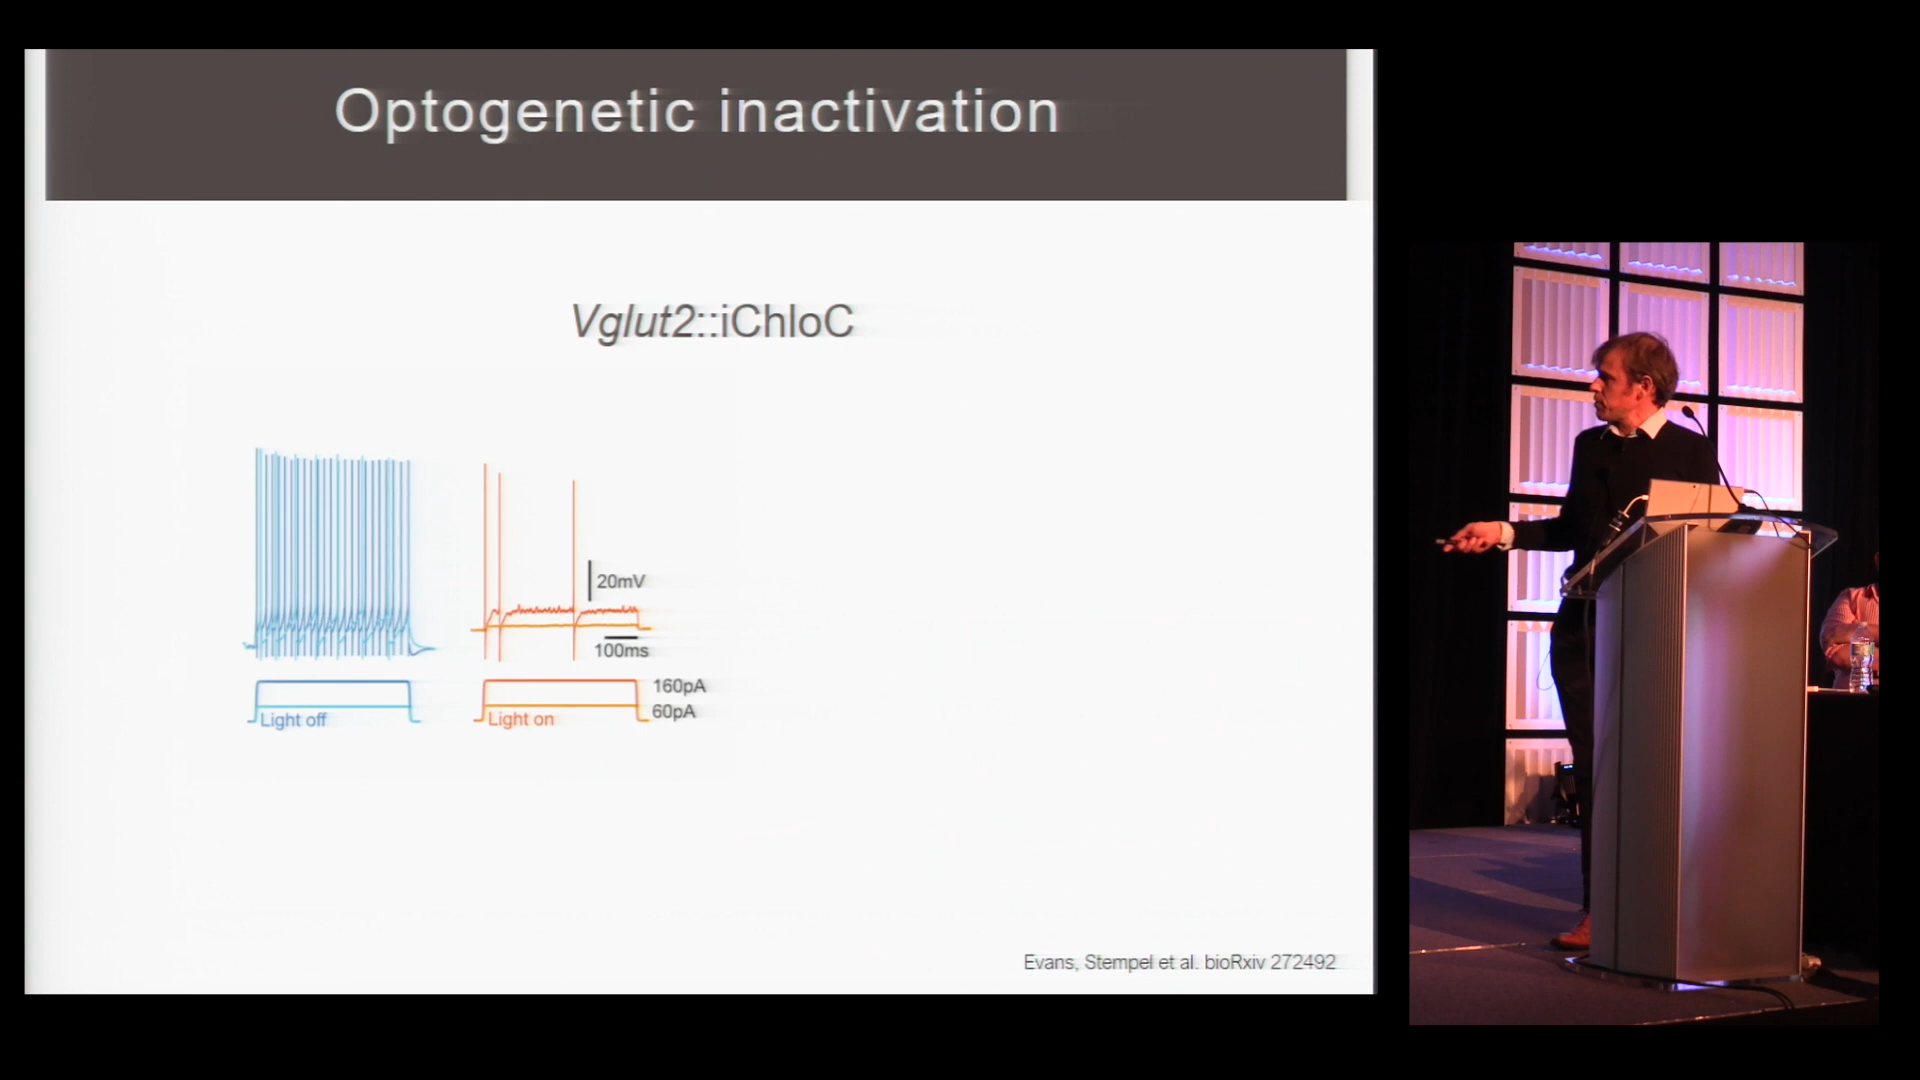 Optogenetic inactivation
Vglut2::iChloC
20mV
100ms
160pA
60pA
Light off
Light on
Evans, Stempel et al. bioRxiv 272492